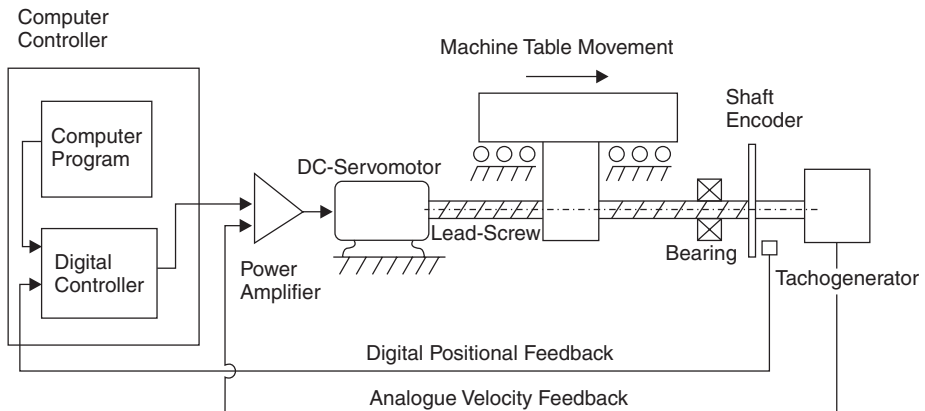 Computer
Controller
Machine Table Movement
Shaft
Encoder
Computer
Program
DC-Servomotor
Lead-Screw
Bearing
Digital
Controller
Power
Amplifier
Tachogenerator
Digital Positional Feedback
Analogue Velocity Feedback